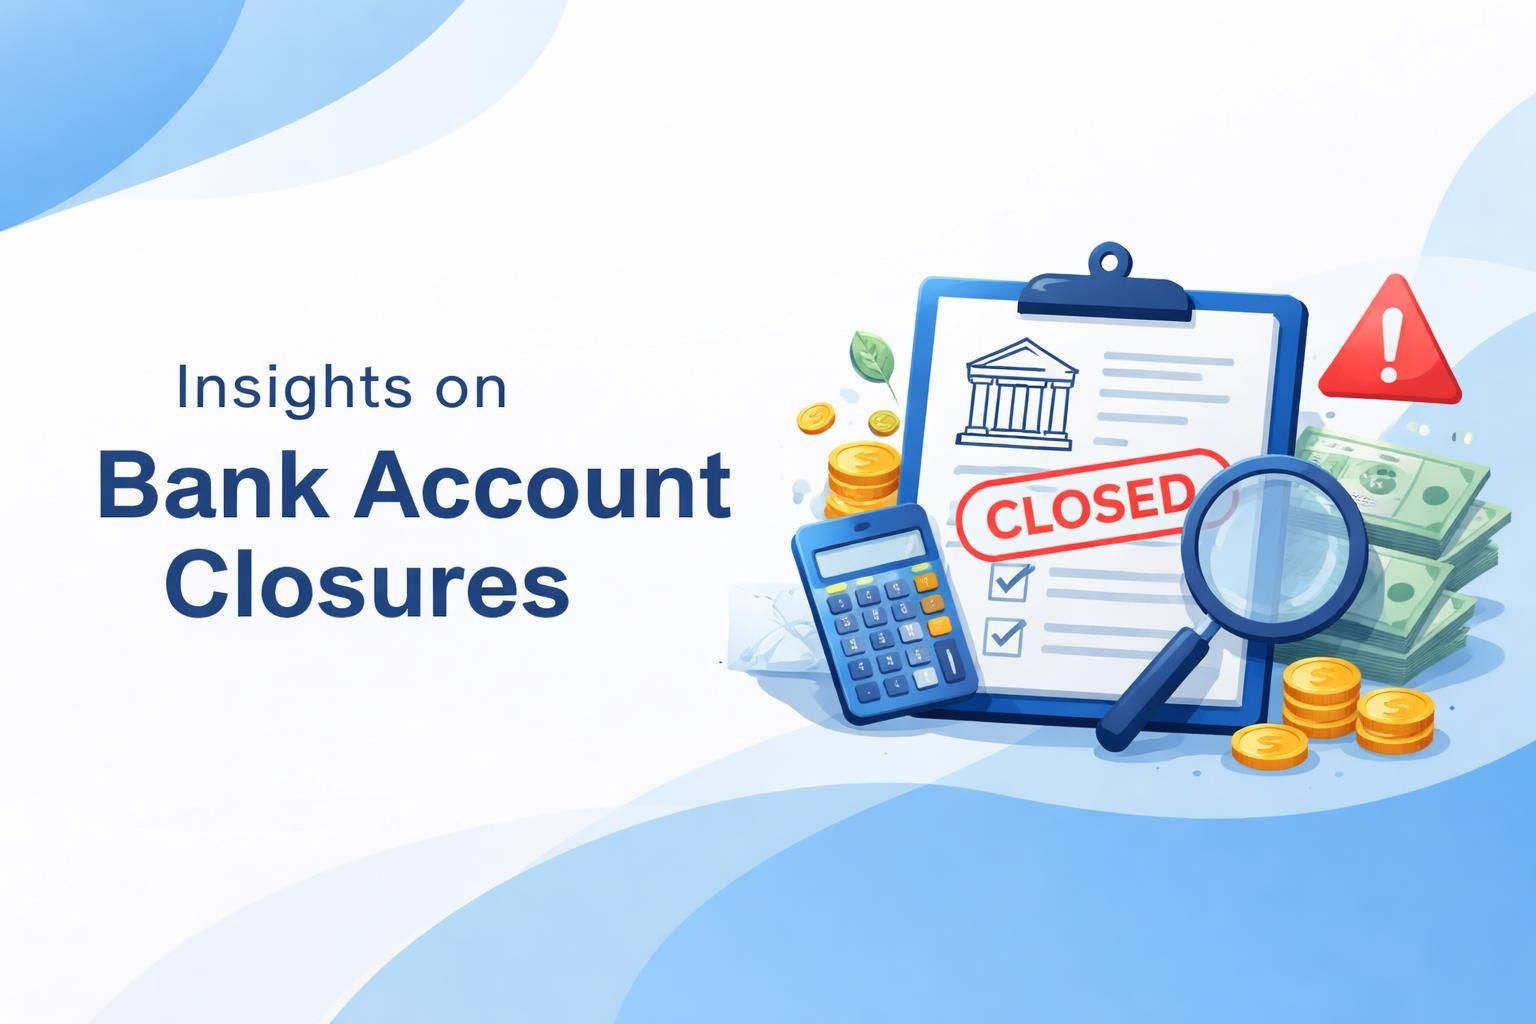 Insights on
Bank Account
Closures
CLOSED